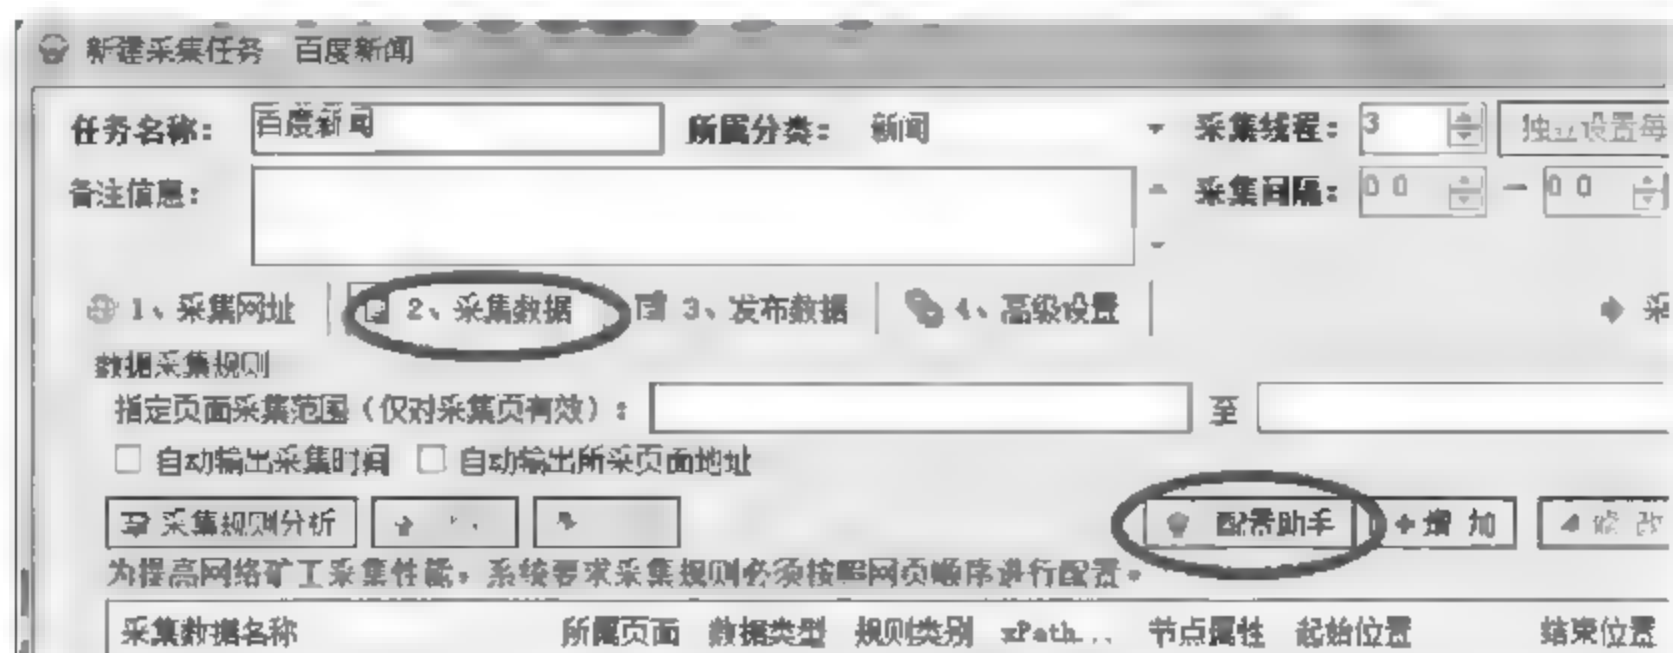 新建采集任务 百度新闻
任务名称： 百度新闻 所属分类： 新闻 采集线程： 3 独立设置每
备注信息： 采集间隔： 0 0 — 0 0
1、采集网址 2、采集数据 3、发布数据 4、高级设置 采
数据采集规则
指定页面采集范围（仅对采集页有效）： 至
自动输出采集时间 自动输出所采页面地址
采集规则分析 配置助手 增 加 修 改
为提高网络矿工采集性能，系统要求采集规则必须按照网页顺序进行配置。
采集数据名称 所属页面 数据类型 规则类别 xPath... 节点属性 起始位置 结束位置